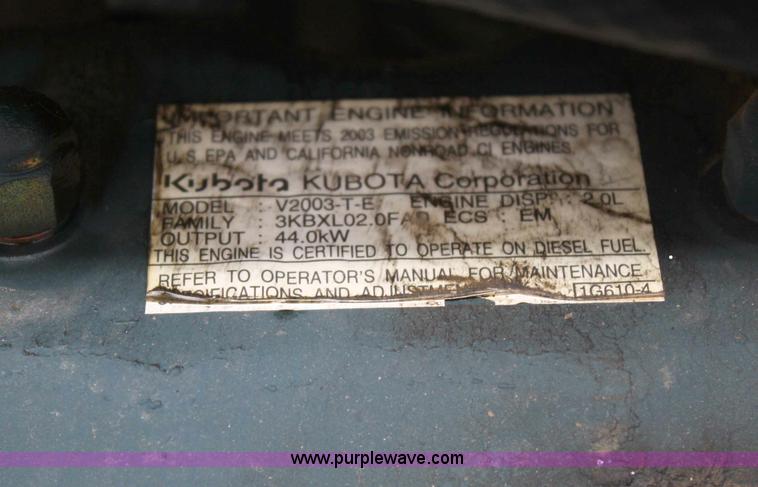 IMPORTANT ENGINE INFORMATION
THIS ENGINE MEETS 2003 EMISSION REGULATIONS FOR
U.S. EPA AND CALIFORNIA NONROAD CI ENGINES.
Kubota KUBOTA Corporation
MODEL : V2003-T-E ENGINE DISP. : 2.0L
FAMILY : 3KBXL02.0FAD ECS : EM
OUTPUT : 44.0kW
THIS ENGINE IS CERTIFIED TO OPERATE ON DIESEL FUEL.
REFER TO OPERATOR'S MANUAL FOR MAINTENANCE
SPECIFICATIONS AND 1G610-4
www.purplewave.com